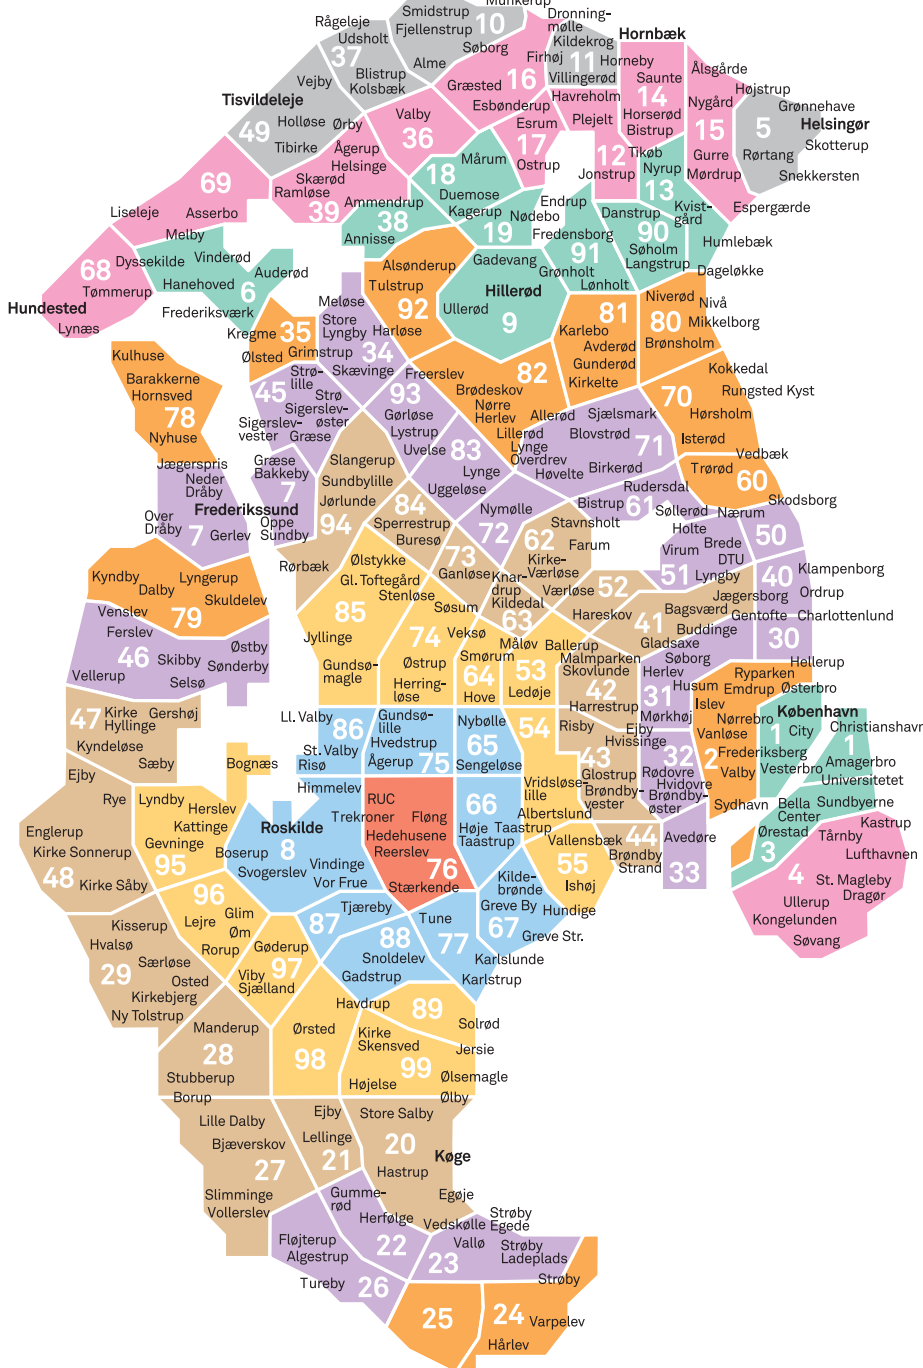 Munkerup
Smidstrup
10
Fjellenstrup
Søborg
Alme
Rågeleje
Udsholt
37
Blistrup
Kolsbæk
Vejby
Dronning-
mølle
Kildekrog
11
Villingerød
Firhøj
16
Græsted
Esbønderup
Hornbæk
Horneby
Saunte
14
Horserød
Bistrup
Havreholm
Plejelt
12
Jonstrup
Ålsgårde
Nygård
15
Gurre
Mørdrup
Højstrup
Grønnehave
5
Helsingør
Skotterup
Rørtang
Snekkersten
Espergærde
Tisvildeleje
49
Holløse
Tibirke
Ørby
Ågerup
Helsinge
Skærød
Ramløse
39
Valby
36
Esrum
17
Ostrup
Mårum
18
Duemose
Kagerup
Nødebo
19
Ammendrup
38
Annisse
Tikøb
Nyrup
13
Kvist-
gård
Endrup
Fredensborg
91
Grønholt
Lønholt
Danstrup
90
Søholm
Langstrup
Humlebæk
Dageløkke
69
Liseleje
Asserbo
Melby
68
Dyssekilde
Tømmerup
Hundested
Lynæs
Vinderød
Auderød
Hanehoved
6
Frederiksværk
Alsønderup
Tulstrup
92
Harløse
Gadevang
Hillerød
Ullerød
9
Niverød
Nivå
80
Mikkelborg
Brønsholm
81
Karlebo
Avderød
Gunderød
Kirkelte
Kregme
35
Ølsted
Grimstrup
Meløse
Store
Lyngby
34
Skævinge
Freerslev
82
Brødeskov
Nørre
Herlev
Allerød
Lillerød
Lynge
Overdrev
Kokkedal
Rungsted Kyst
70
Hørsholm
Isterød
Vedbæk
Kulhuse
Barakkerne
Hornsved
78
Nyhuse
Jægerspris
Strø-
lille
45
Strø
Sigerslev-
øster
Sigerslev-
vester
Græse
93
Gørløse
Lystrup
Uvelse
83
Lynge
Uggeløse
Sjælsmark
Blovstrød
71
Høvelte
Birkerød
Trørød
60
Skodsborg
Græse
Bakkeby
7
Oppe
Sundby
Neder
Dråby
Frederikssund
Over
Dråby
7
Gerlev
Slangerup
Sundbylille
Jørlunde
94
Rørbæk
84
Sperrestrup
Buresø
Nymølle
72
Bistrup
Rudersdal
61
Søllerød
Nærum
50
Holte
Virum
Brede
DTU
51
Lyngby
Stavnsholt
62
Farum
Kirke-
Værløse
73
Ganløse
Knar-
drup
Kildedal
63
Værløse
52
Hareskov
Klampenborg
40
Ordrup
Jægersborg
Gentofte
Charlottenlund
41
Bagsværd
Buddinge
Gladsaxe
30
Hellerup
Kyndby
Dalby
Lyngerup
Skuldelev
79
Venslev
Ferslev
46
Skibby
Østby
Sønderby
Vellerup
Selsø
Ølstykke
Gl. Toftegård
Stenløse
85
Jyllinge
Gundsø-
magle
Søsum
74
Veksø
Østrup
Herring-
løse
Smørum
64
Hove
Måløv
53
Ledøje
Ballerup
Malmparken
Skovlunde
42
Harrestrup
Søborg
Herlev
31
Husum
Mørkhøj
Ryparken
Emdrup
Østerbro
Islev
København
Nørrebro
Vanløse
1
City
2
Frederiksberg
Valby
Vesterbro
Sydhavn
Christianshavn
1
Amagerbro
Universitetet
Sundbyerne
Bella
Center
Ørestad
3
47
Kirke
Hyllinge
Gershøj
Kyndeløse
Sæby
Ll. Valby
86
St. Valby
Risø
Gundsø-
lille
Hvedstrup
Ågerup
75
Nybølle
65
Sengeløse
54
Risby
Ejby
Hvissinge
43
Glostrup
Brøndby-
vester
32
Rødovre
Hvidovre
Brøndby-
øster
Avedøre
33
Ejby
Rye
Englerup
Kirke Sonnerup
48
Kirke Såby
Bognæs
Lyndby
Herslev
Kattinge
Gevninge
95
Himmelev
Roskilde
Boserup
8
Svogerslev
Vindinge
Vor Frue
RUC
Trekroner
Fløng
Hedehusene
Reerslev
76
Stærkende
66
Høje
Taastrup
Taastrup
Vridsløse-
lille
Albertslund
Vallensbæk
55
Ishøj
Hundige
44
Brøndby
Strand
Kastrup
Tårnby
Lufthavnen
4
St. Magleby
Dragør
Ullerup
Kongelunden
Søvang
96
Lejre
Glim
Øm
Rorup
87
Tjæreby
88
Snoldelev
Gadstrup
Tune
77
Kilde-
brønde
Greve By
67
Greve Str.
Karlslunde
Karlstrup
Kisserup
Hvalsø
29
Særløse
Osted
Kirkebjerg
Ny Tolstrup
Gøderup
97
Viby
Sjælland
Havdrup
89
Solrød
Manderup
28
Stubberup
Borup
Ørsted
98
Kirke
Skensved
99
Højelse
Jersie
Ølsemagle
Ølby
Lille Dalby
Bjæverskov
27
Slimminge
Vollerslev
Ejby
Lellinge
21
Store Salby
20
Hastrup
Køge
Egøje
Gumme-
rød
Herfølge
22
Fløjterup
Algestrup
Tureby
26
Vedskølle
Strøby
Egede
Vallø
23
Strøby
Ladeplads
Strøby
25
24
Varpelev
Hårlev